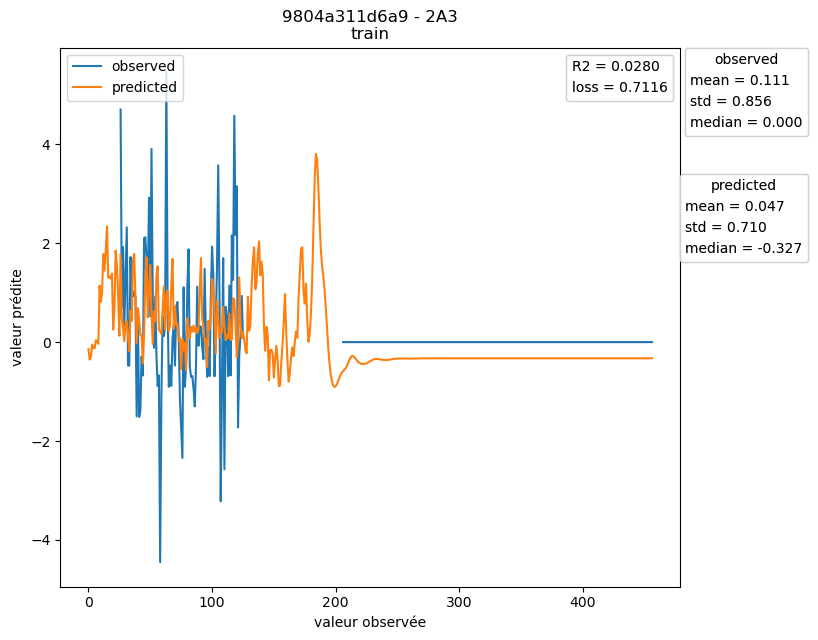 9804a311d6a9 - 2A3
train
observed
predicted
R2 = 0.0280
loss = 0.7116
observed
mean = 0.111
std = 0.856
median = 0.000
predicted
mean = 0.047
std = 0.710
median = -0.327
valeur prédite
4
2
0
−2
−4
0
100
200
300
400
valeur observée